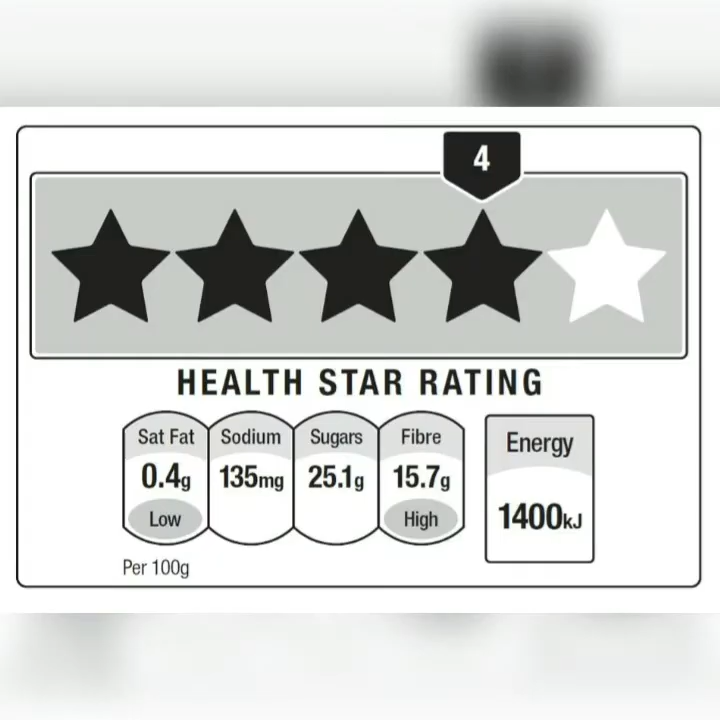 4
HEALTH STAR RATING
Sat Fat Sodium Sugars Fibre Energy
0.4g 135mg 25.1g 15.7g 1400kJ
Low High
Per 100g